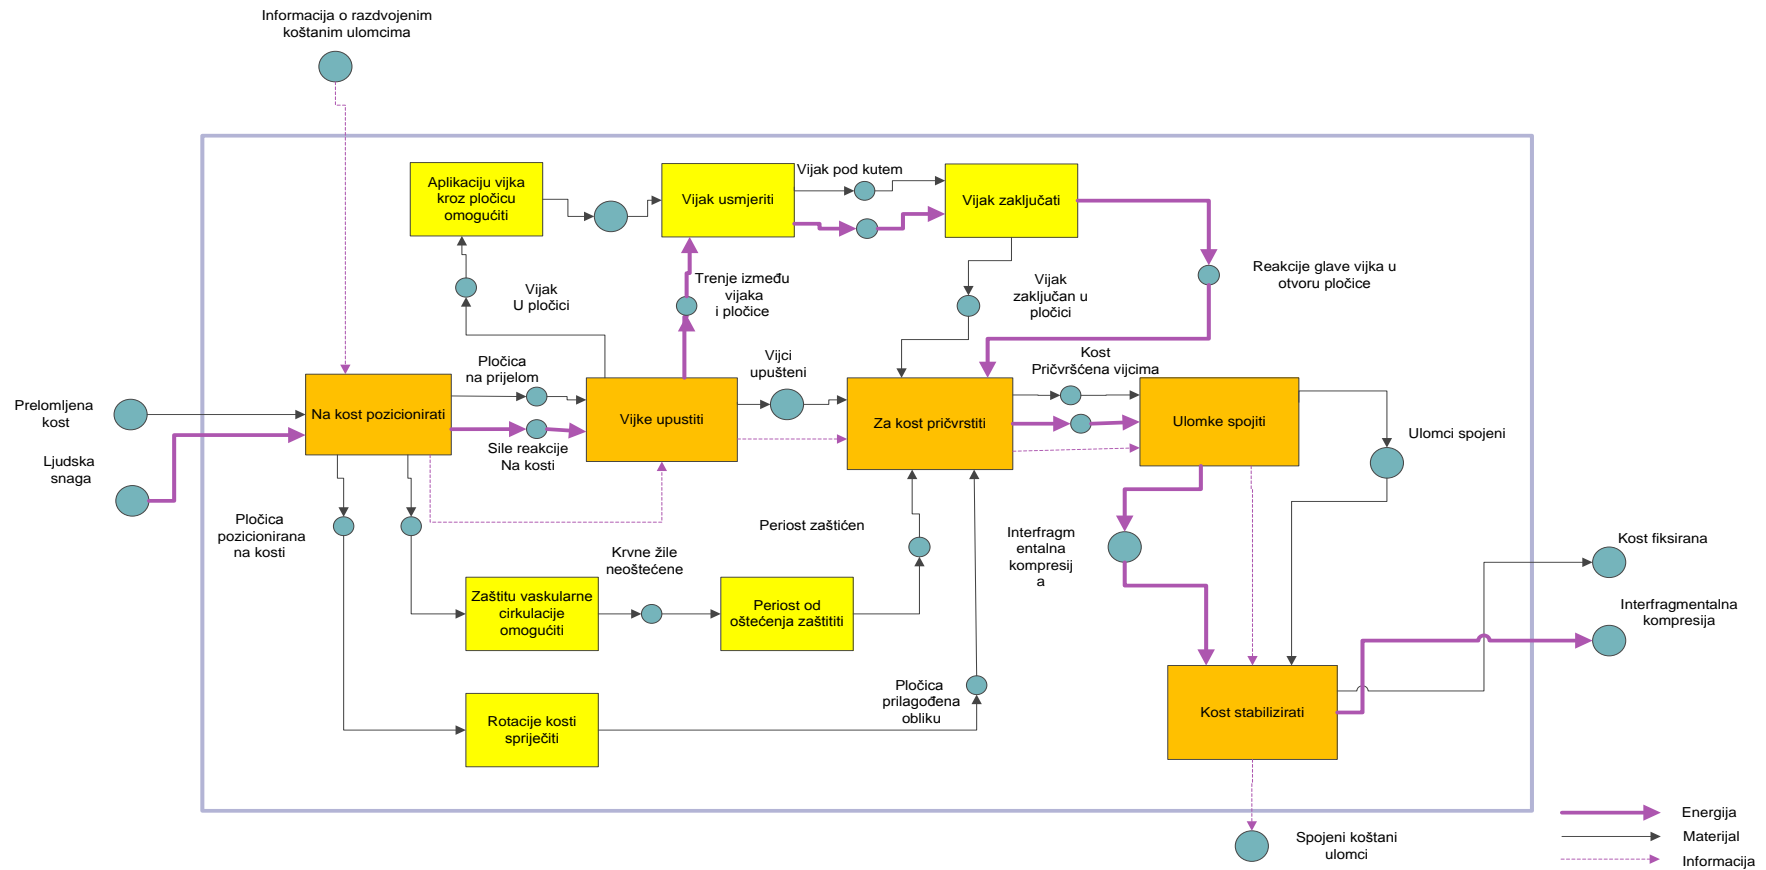 Informacija o razdvojenim
koštanim ulomcima
Aplikaciju vijka
kroz pločicu
omogućiti
Vijak usmjeriti
Vijak pod kutem
Vijak zaključati
Vijak
U pločici
Trenje između
vijaka
i pločice
Vijak
zaključan u
pločici
Reakcije glave vijka u
otvoru pločice
Prelomljena
kost
Ljudska
snaga
Na kost pozicionirati
Pločica
na prijelom
Sile reakcije
Na kosti
Vijke upustiti
Vijci
upušteni
Za kost pričvrstiti
Kost
Pričvršćena vijcima
Ulomke spojiti
Ulomci spojeni
Pločica
pozicionirana
na kosti
Krvne žile
neoštećene
Periost zaštićen
Interfragm
entalna
kompresij
a
Kost fiksirana
Zaštitu vaskularne
cirkulacije
omogućiti
Periost od
oštećenja zaštititi
Interfragmentalna
kompresija
Rotacije kosti
spriječiti
Pločica
prilagođena
obliku
Kost stabilizirati
Spojeni koštani
ulomci
Energija
Materijal
Informacija